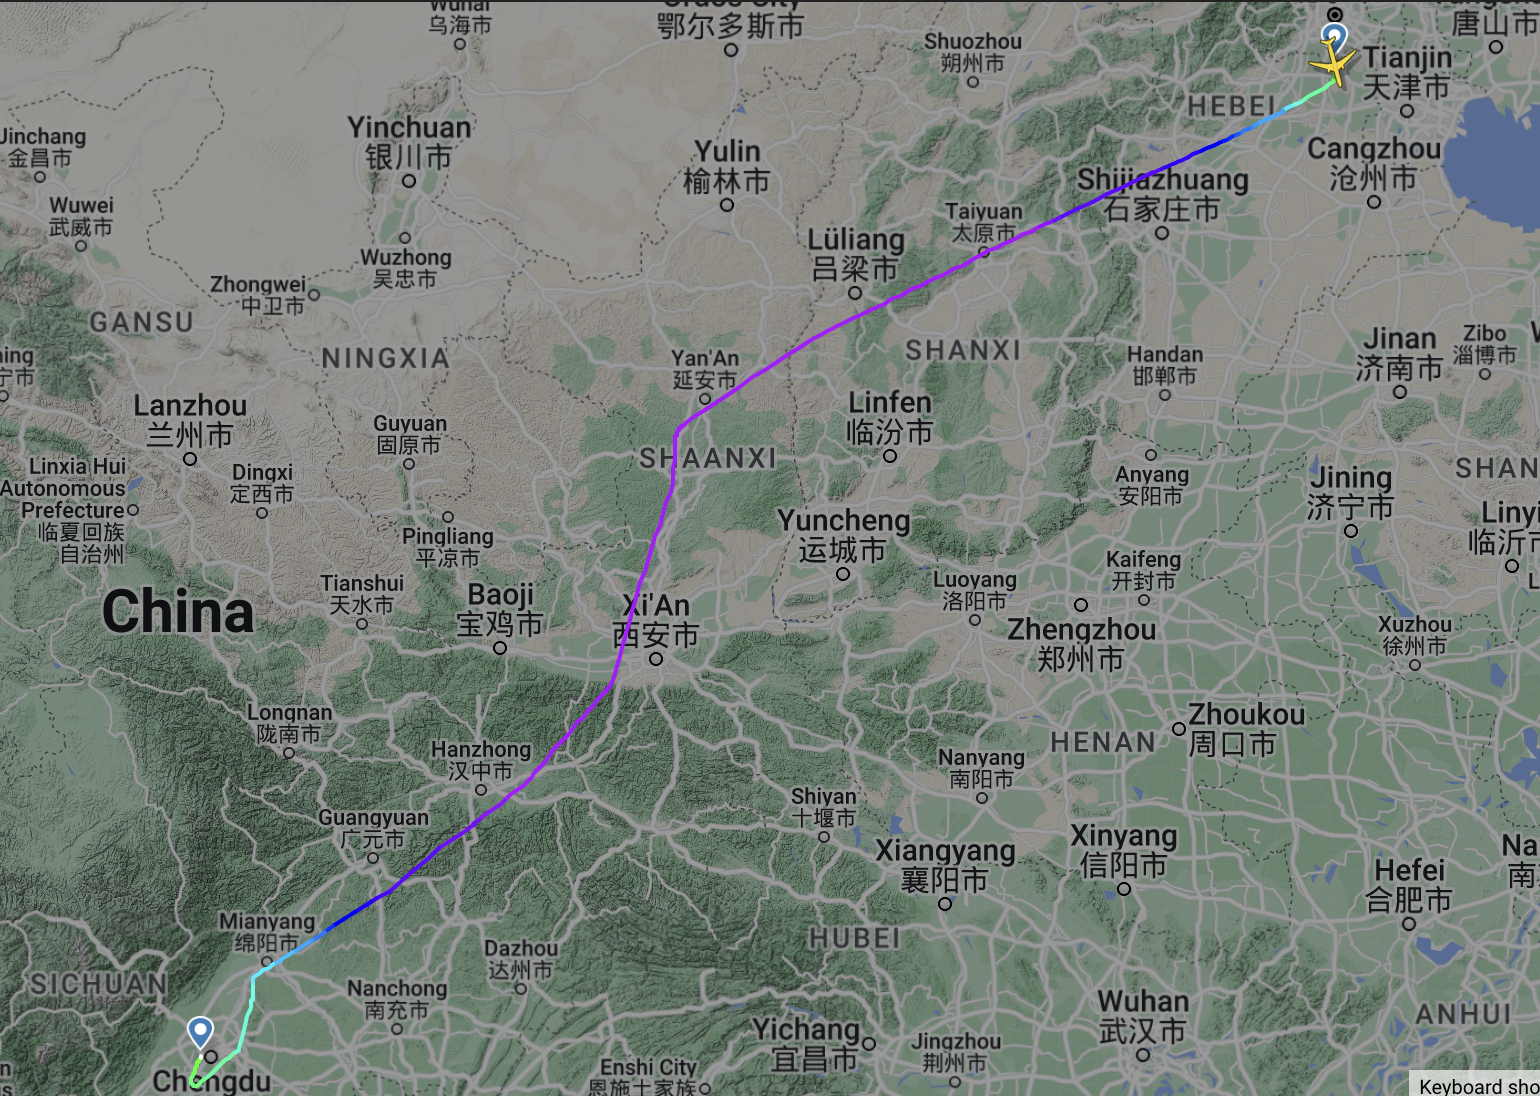 乌海市
鄂尔多斯市
Shuozhou
朔州市
唐山市
Tianjin
天津市
HEBEI
Jinchang
金昌市
Yinchuan
银川市
Yulin
榆林市
Cangzhou
沧州市
Shijiazhuang
石家庄市
Wuwei
武威市
Taiyuan
太原市
Lüliang
吕梁市
Wuzhong
吴忠市
Zhongwei
中卫市
GANSU
NINGXIA
SHANXI
Yan'An
延安市
Handan
邯郸市
Jinan
济南市
Zibo
淄博市
Lanzhou
兰州市
Linfen
临汾市
Guyuan
固原市
SHAANXI
Linxia Hui
Autonomous
Prefecture
临夏回族
自治州
Dingxi
定西市
Anyang
安阳市
Jining
济宁市
SHAN
Linyi
临沂市
Yuncheng
运城市
Pingliang
平凉市
Kaifeng
开封市
Tianshui
天水市
Baoji
宝鸡市
Xi'An
西安市
Luoyang
洛阳市
China
Zhengzhou
郑州市
Xuzhou
徐州市
Longnan
陇南市
Zhoukou
周口市
HENAN
Hanzhong
汉中市
Nanyang
南阳市
Shiyan
十堰市
Guangyuan
广元市
Xiangyang
襄阳市
Xinyang
信阳市
Hefei
合肥市
Na
南
Mianyang
绵阳市
HUBEI
Dazhou
达州市
SICHUAN
Nanchong
南充市
Wuhan
武汉市
ANHUI
Yichang
宜昌市
Jingzhou
荆州市
Enshi City
恩施土家族
Chengdu
Keyboard sho